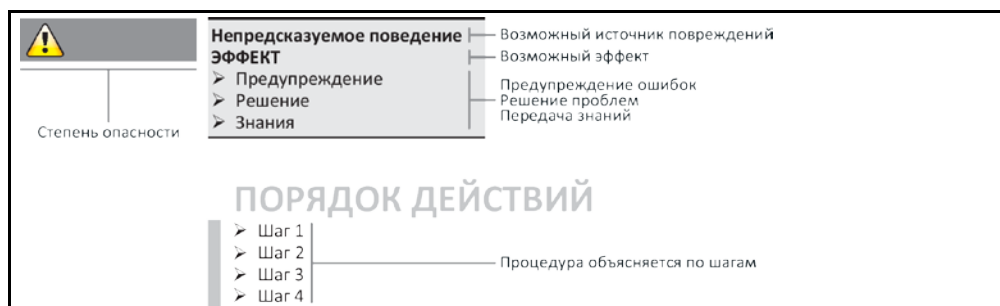 Непредсказуемое поведение
ЭФФЕКТ
➢ Предупреждение
➢ Решение
➢ Знания
Возможный источник повреждений
Возможный эффект
Предупреждение ошибок
Решение проблем
Передача знаний
Степень опасности
ПОРЯДОК ДЕЙСТВИЙ
➢ Шаг 1
➢ Шаг 2
➢ Шаг 3
➢ Шаг 4
Процедура объясняется по шагам